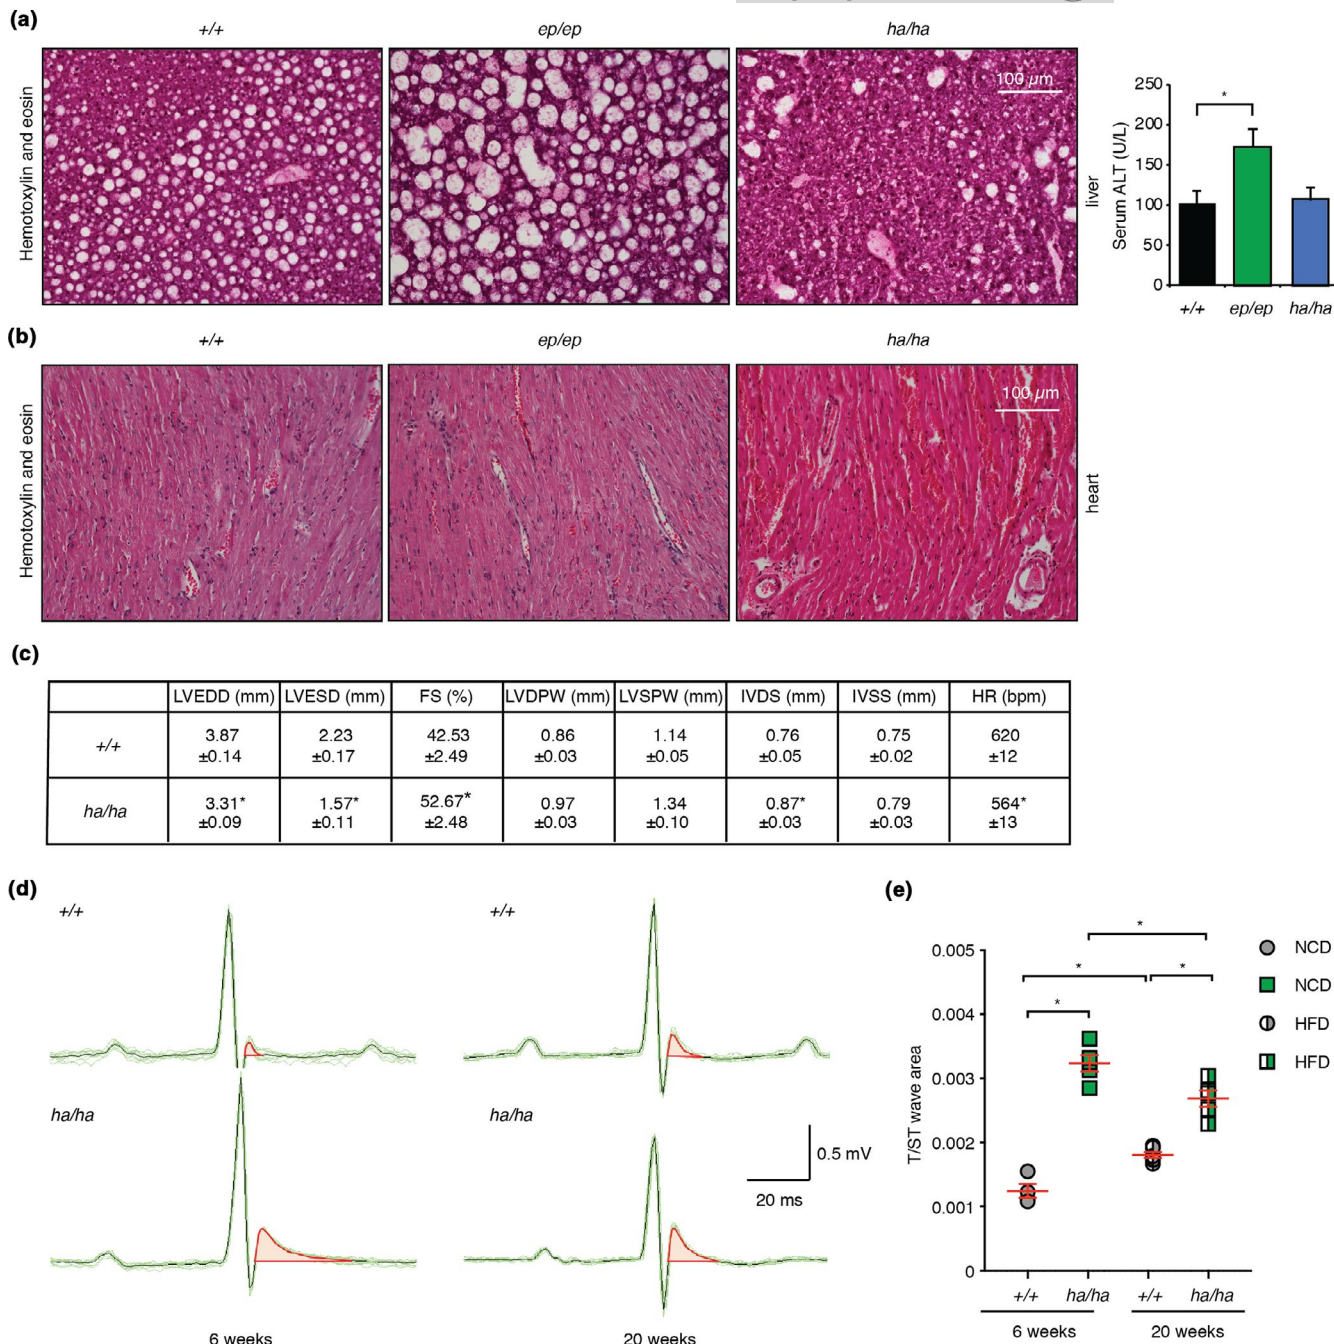 (a)
+/+
ep/ep
ha/ha
Hemotoxylin and eosin
100 µm
liver
250
200
150
100
50
0
Serum ALT (U/L)
*
+/+
ep/ep
ha/ha
(b)
+/+
ep/ep
ha/ha
Hemotoxylin and eosin
100 µm
heart
(c)
LVEDD (mm) LVESD (mm) FS (%) LVDPW (mm) LVSPW (mm) IVDS (mm) IVSS (mm) HR (bpm)
+/+ 3.87 2.23 42.53 0.86 1.14 0.76 0.75 620
±0.14 ±0.17 ±2.49 ±0.03 ±0.05 ±0.05 ±0.02 ±12
ha/ha 3.31* 1.57* 52.67* 0.97 1.34 0.87* 0.79 564*
±0.09 ±0.11 ±2.48 ±0.03 ±0.10 ±0.03 ±0.03 ±13
(d)
+/+
+/+
ha/ha
ha/ha
0.5 mV
20 ms
6 weeks
20 weeks
(e)
T/ST wave area
0.005
0.004
0.003
0.002
0.001
0
*
*
*
*
NCD
NCD
HFD
HFD
+/+
ha/ha
+/+
ha/ha
6 weeks
20 weeks